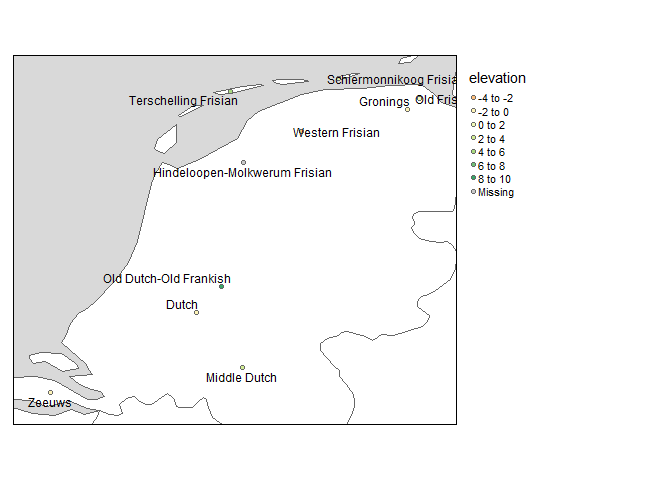 elevation
Schiermonnikoog Frisia
-4 to -2
Terschelling Frisian
Gronings
Old Fris
-2 to 0
0 to 2
Western Frisian
2 to 4
4 to 6
6 to 8
Hindeloopen-Molkwerum Frisian
8 to 10
Missing
Old Dutch-Old Frankish
Dutch
Middle Dutch
Zeeuws